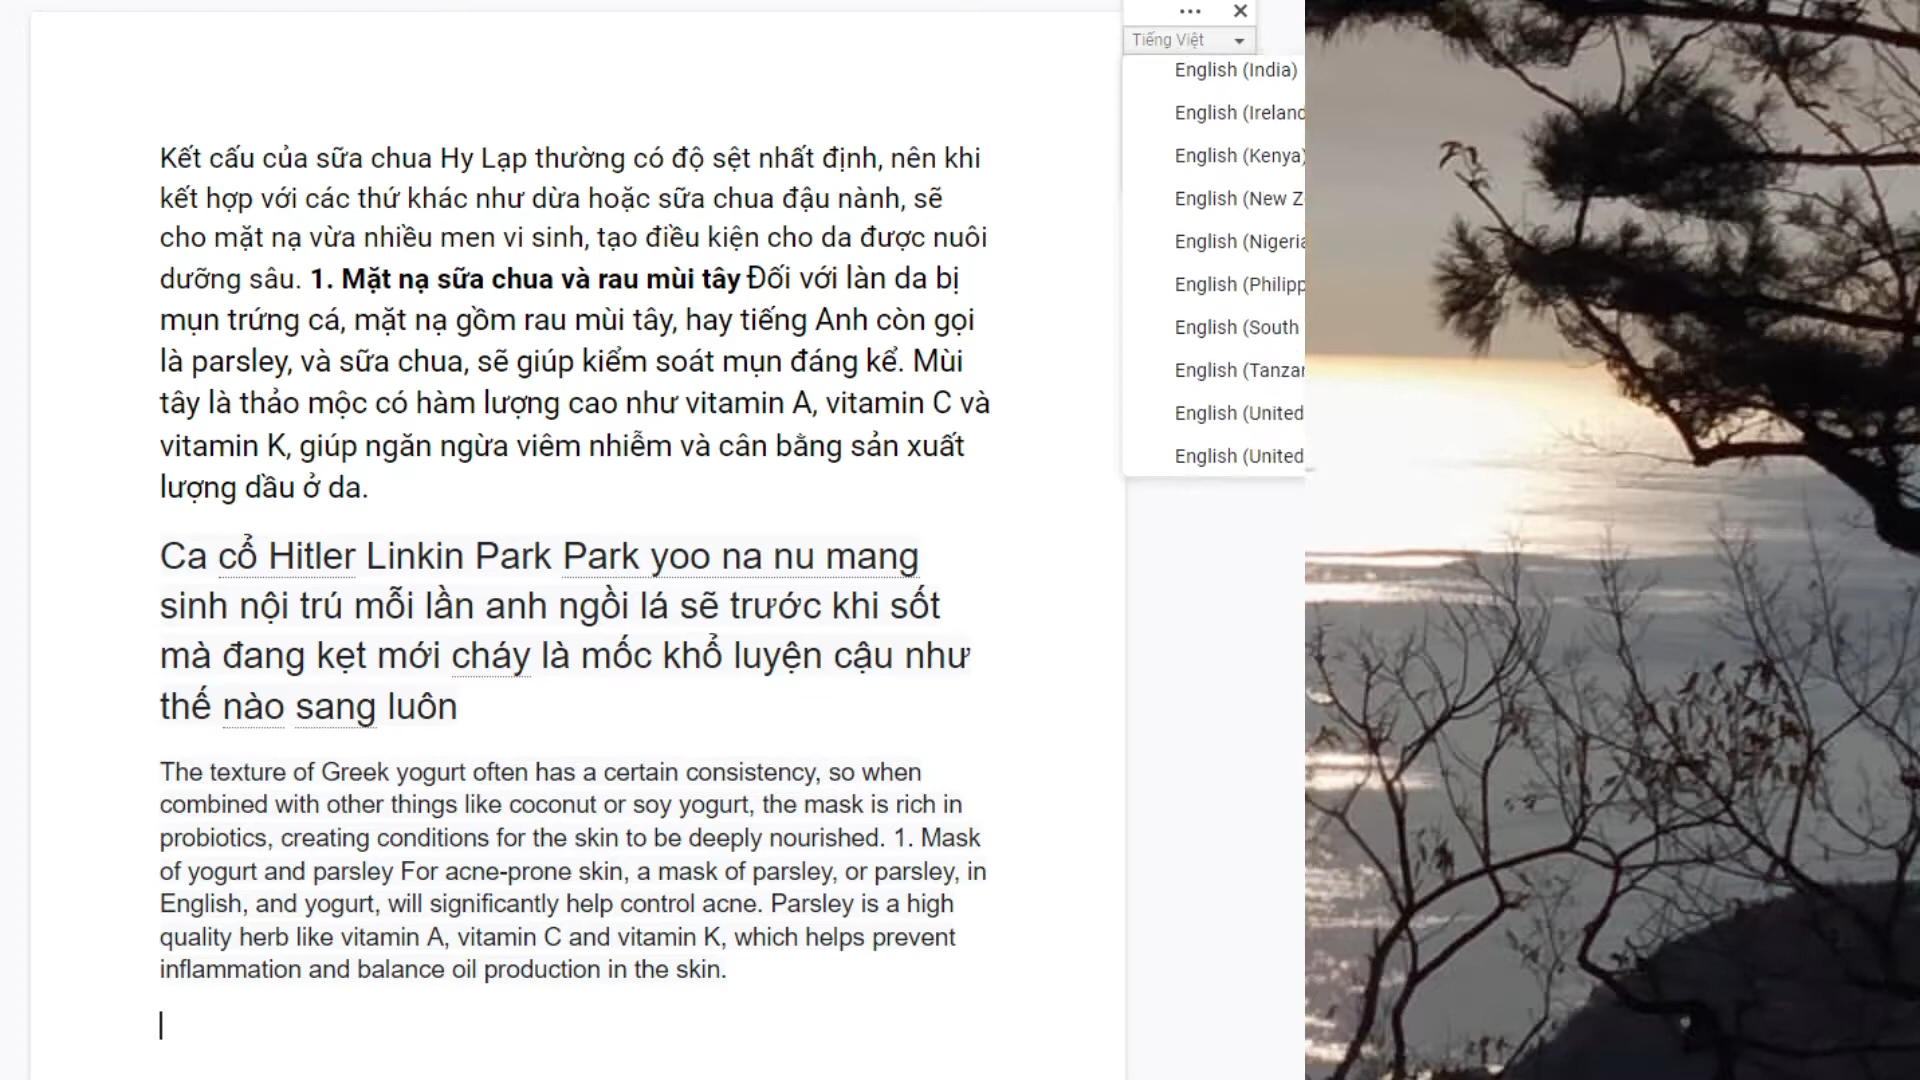 Kết cấu của sữa chua Hy Lạp thường có độ sệt nhất định, nên khi
kết hợp với các thứ khác như dừa hoặc sữa chua đậu nành, sẽ
cho mặt nạ vừa nhiều men vi sinh, tạo điều kiện cho da được nuôi
dưỡng sâu. 1. Mặt nạ sữa chua và rau mùi tây Đối với làn da bị
mụn trứng cá, mặt nạ gồm rau mùi tây, hay tiếng Anh còn gọi
là parsley, và sữa chua, sẽ giúp kiểm soát mụn đáng kể. Mùi
tây là thảo mộc có hàm lượng cao như vitamin A, vitamin C và
vitamin K, giúp ngăn ngừa viêm nhiễm và cân bằng sản xuất
lượng dầu ở da.
Ca cổ Hitler Linkin Park Park yoo na nu mang
sinh nội trú mỗi lần anh ngồi lá sẽ trước khi sốt
mà đang kẹt mới cháy là mốc khổ luyện cậu như
thế nào sang luôn
The texture of Greek yogurt often has a certain consistency, so when
combined with other things like coconut or soy yogurt, the mask is rich in
probiotics, creating conditions for the skin to be deeply nourished. 1. Mask
of yogurt and parsley For acne-prone skin, a mask of parsley, or parsley, in
English, and yogurt, will significantly help control acne. Parsley is a high
quality herb like vitamin A, vitamin C and vitamin K, which helps prevent
inflammation and balance oil production in the skin.
Tiếng Việt
English (India)
English (Ireland
English (Kenya)
English (New Z
English (Nigeria
English (Philipp
English (South
English (Tanzan
English (United
English (United